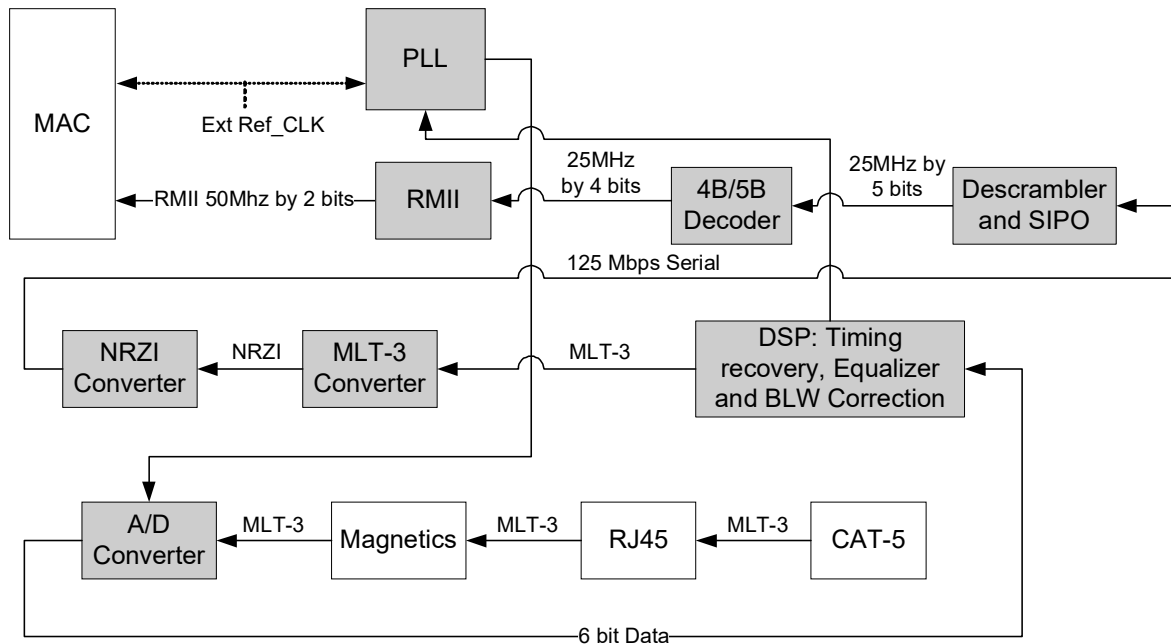 PLL
MAC
Ext Ref_CLK
25MHz
by 4 bits
25MHz by
5 bits
RMII 50Mhz by 2 bits
RMII
4B/5B
Decoder
Descrambler
and SIPO
125 Mbps Serial
NRZI
Converter
NRZI
MLT-3
Converter
MLT-3
DSP: Timing
recovery, Equalizer
and BLW Correction
A/D
Converter
MLT-3
Magnetics
MLT-3
RJ45
MLT-3
CAT-5
6 bit Data